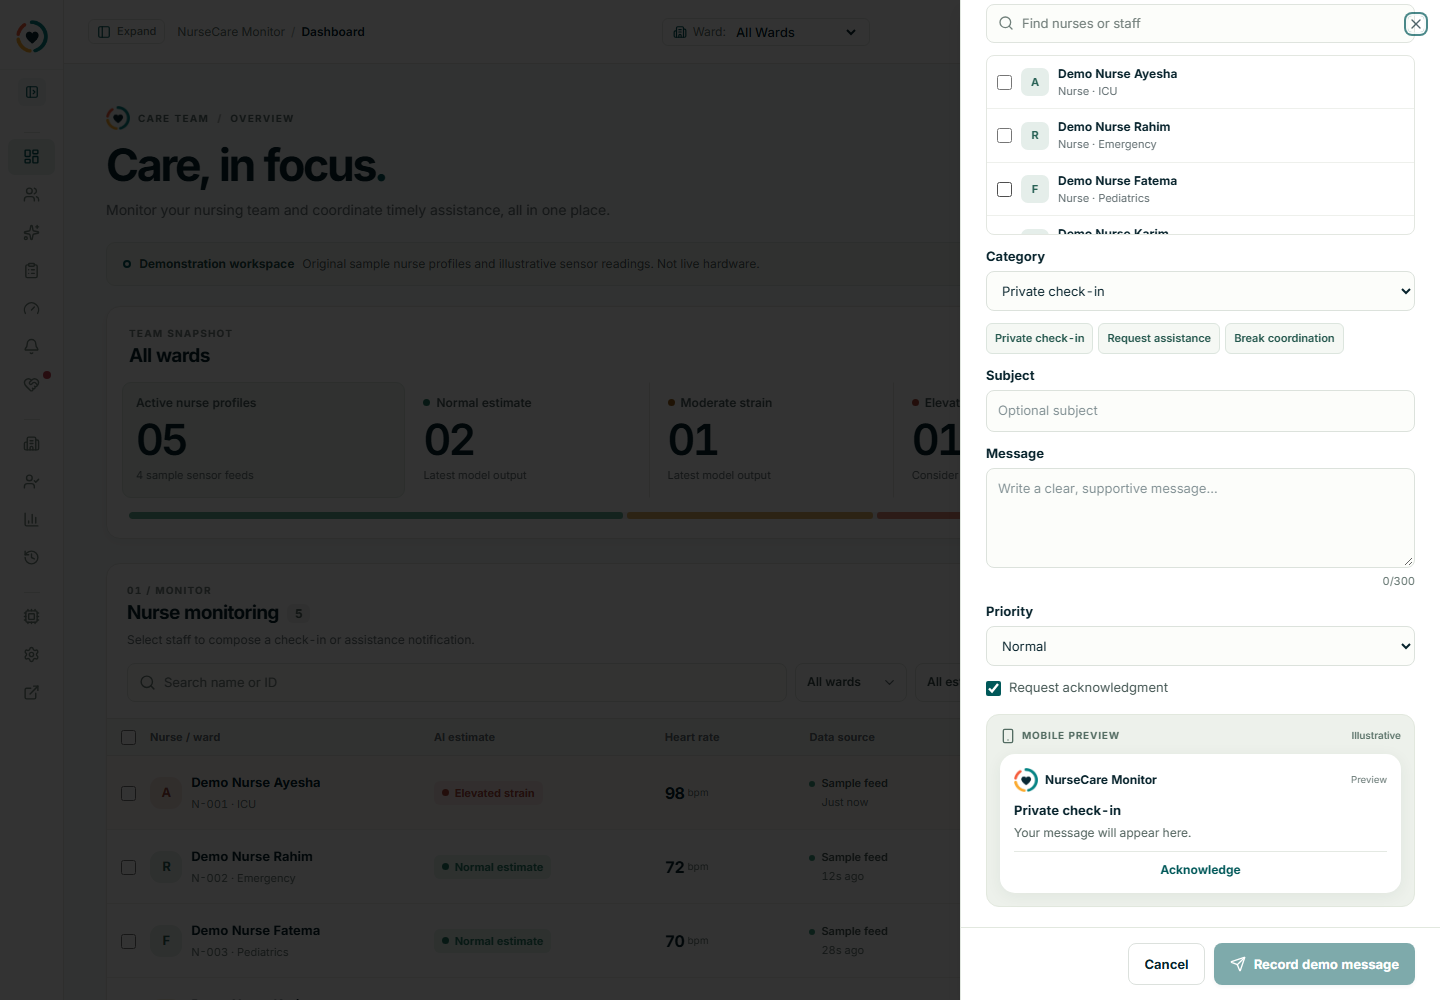 Expand
NurseCare Monitor / Dashboard
Ward: All Wards
CARE TEAM / OVERVIEW
Care, in focus.
Monitor your nursing team and coordinate timely assistance, all in one place.
Demonstration workspace Original sample nurse profiles and illustrative sensor readings. Not live hardware.
TEAM SNAPSHOT
All wards
Active nurse profiles
05
4 sample sensor feeds
Normal estimate
02
Latest model output
Moderate strain
01
Latest model output
Elevat
01
Consider
01 / MONITOR
Nurse monitoring 5
Select staff to compose a check-in or assistance notification.
Search name or ID
All wards
All es
Nurse / ward AI estimate Heart rate Data source
A
Demo Nurse Ayesha
N-001 · ICU
Elevated strain
98 bpm
Sample feed
Just now
R
Demo Nurse Rahim
N-002 · Emergency
Normal estimate
72 bpm
Sample feed
12s ago
F
Demo Nurse Fatema
N-003 · Pediatrics
Normal estimate
70 bpm
Sample feed
28s ago
Find nurses or staff
A
Demo Nurse Ayesha
Nurse · ICU
R
Demo Nurse Rahim
Nurse · Emergency
F
Demo Nurse Fatema
Nurse · Pediatrics
Demo Nurse Karim
Category
Private check-in
Private check-in
Request assistance
Break coordination
Subject
Optional subject
Message
Write a clear, supportive message...
0/300
Priority
Normal
Request acknowledgment
MOBILE PREVIEW
Illustrative
NurseCare Monitor
Preview
Private check-in
Your message will appear here.
Acknowledge
Cancel
Record demo message